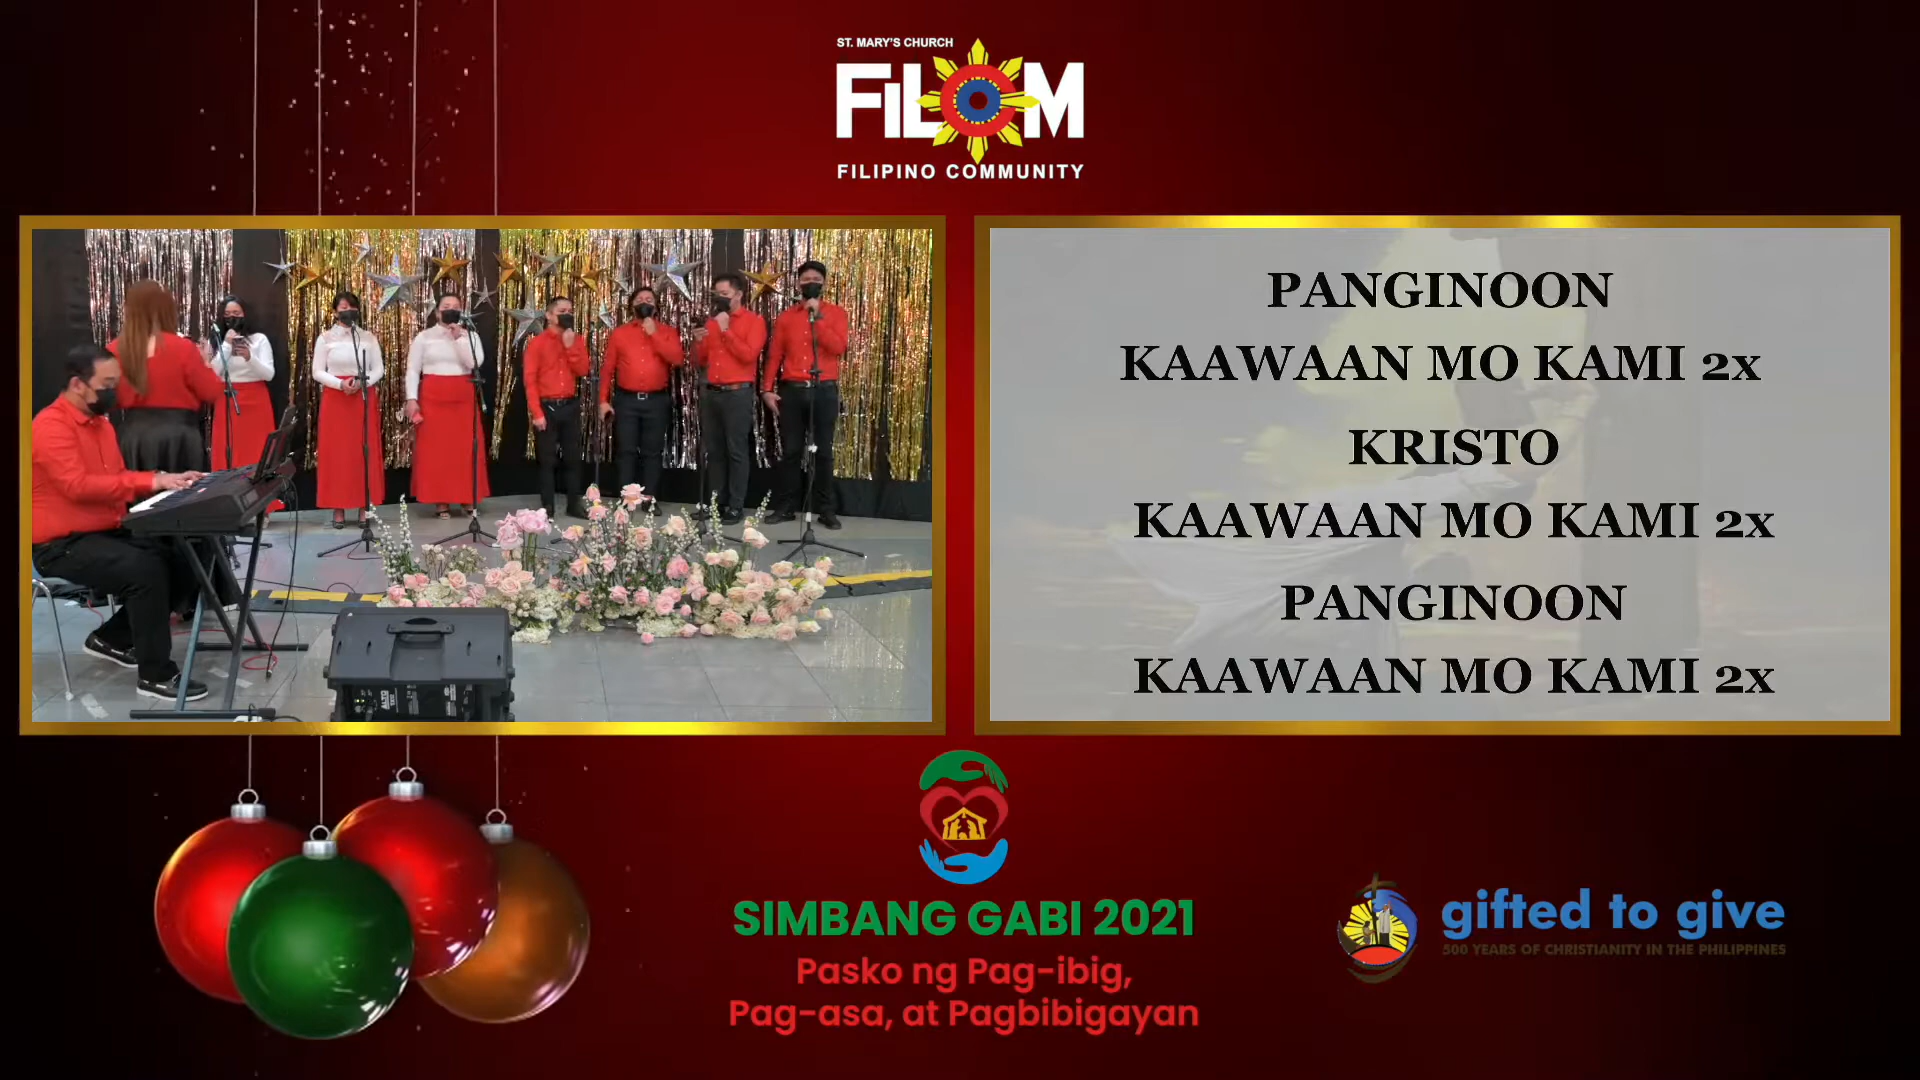 ST. MARY'S CHURCH
FILCOM
FILIPINO COMMUNITY
PANGINOON
KAAWAAN MO KAMI 2x
KRISTO
KAAWAAN MO KAMI 2x
PANGINOON
KAAWAAN MO KAMI 2x
ALTO
SIMBANG GABI 2021
Pasko ng Pag-ibig,
Pag-asa, at Pagbibigayan
gifted to give
500 YEARS OF CHRISTIANITY IN THE PHILIPPINES